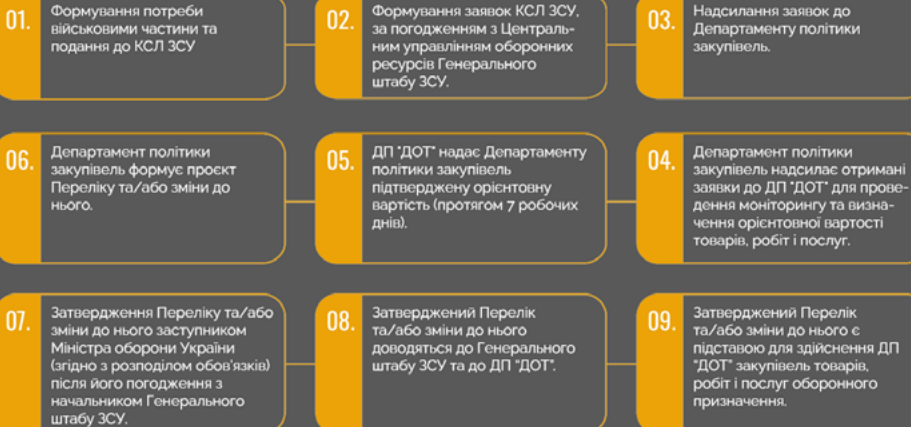 01.
Формування потреби
військовими частини та
подання до КСЛ ЗСУ
02.
Формування заявок КСЛ ЗСУ,
за погодженням з Централь-
ним управлінням оборонних
ресурсів Генерального
штабу ЗСУ.
03.
Надсилання заявок до
Департаменту політики
закупівель.
06.
Департамент політики
закупівель формує проєкт
Переліку та/або зміни до
нього.
05.
ДП "ДОТ" надає Департаменту
політики закупівель
підтверджену орієнтовну
вартість (протягом 7 робочих
днів).
04.
Департамент політики
закупівель надсилає отримані
заявки до ДП "ДОТ" для прове-
дення моніторингу та визна-
чення орієнтовної вартості
товарів, робіт і послуг.
07.
Затвердження Переліку та/або
зміни до нього заступником
Міністра оборони України
(згідно з розподілом обов'язків)
після його погодження з
начальником Генерального
штабу ЗСУ.
08.
Затверджений Перелік
та/або зміни до нього
доводяться до Генерального
штабу ЗСУ та до ДП "ДОТ".
09.
Затверджений Перелік
та/або зміни до нього є
підставою для здійснення ДП
"ДОТ" закупівель товарів,
робіт і послуг оборонного
призначення.